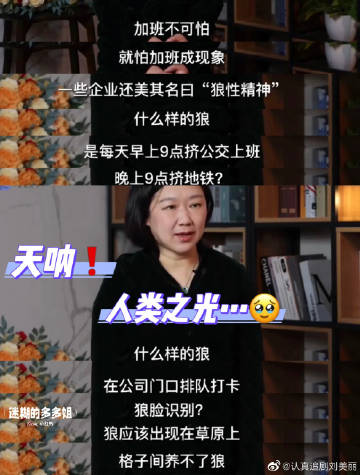 加班不可怕
就怕加班成现象
一些企业还美其名曰“狼性精神”
什么样的狼
是每天早上9点挤公交上班
晚上9点挤地铁?
天呐❗
人类之光…🥹
CHANEL
什么样的狼
在公司门口排队打卡
迷糊的多多姐
狼脸识别?
狼应该出现在草原上
格子间养不了狼
@认真追剧刘美丽